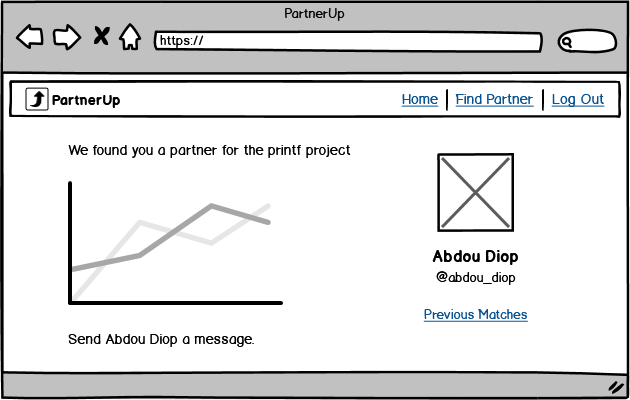 PartnerUp
https://
PartnerUp
Home
Find Partner
Log Out
We found you a partner for the printf project
Abdou Diop
@abdou_diop
Previous Matches
Send Abdou Diop a message.